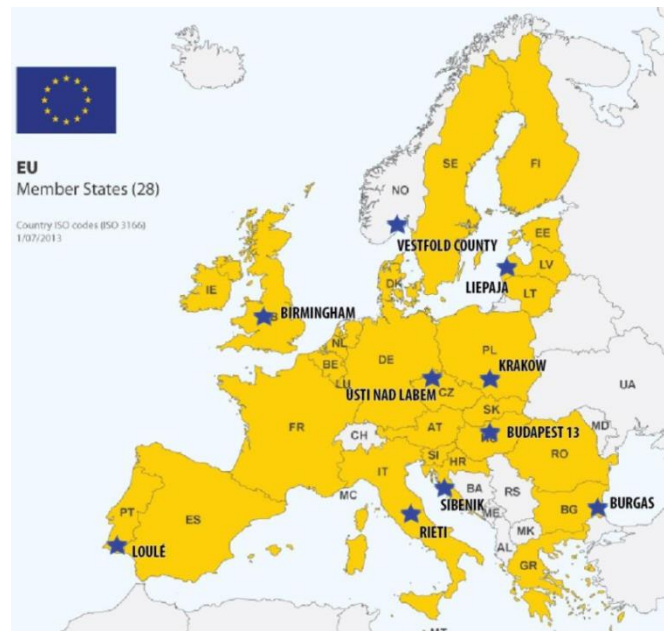 EU
Member States (28)
Country ISO codes (ISO 3166)
1/07/2013
SE
FI
NO
VESTFOLD COUNTY
EE
LV
LIEPAJA
LT
DK
IE
BIRMINGHAM
NL
BE
DE
PL
KRAKOW
LU
ÚSTI NAD LABEM
CZ
UA
SK
FR
CH
AT
BUDAPEST 13
MD
SI
HR
RO
IT
BA
RS
SIBENIK
MC
PT
ES
ME
BG
BURGAS
RIETI
MK
AL
LOULÉ
GR